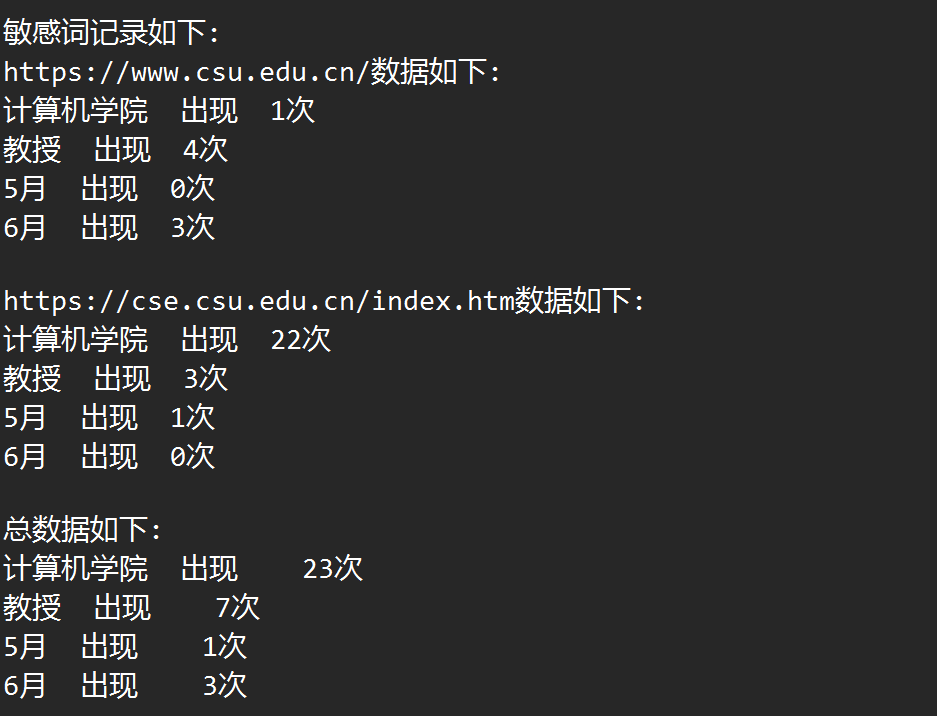 敏感词记录如下:
https://www.csu.edu.cn/数据如下:
计算机学院  出现  1次
教授  出现  4次
5月  出现  0次
6月  出现  3次

https://cse.csu.edu.cn/index.htm数据如下:
计算机学院  出现  22次
教授  出现  3次
5月  出现  1次
6月  出现  0次

总数据如下:
计算机学院  出现    23次
教授  出现    7次
5月  出现    1次
6月  出现    3次